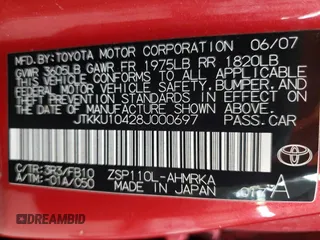 MFD. BY: TOYOTA MOTOR CORPORATION 06/07
GVWR 3605LB GAWR FR 1975LB RR 1820LB
THIS VEHICLE CONFORMS TO ALL APPLICABLE
FEDERAL MOTOR VEHICLE SAFETY, BUMPER, AND
THEFT PREVENTION STANDARDS IN EFFECT ON
THE DATE OF MANUFACTURE SHOWN ABOVE.
JTKKU10428J000697 PASS.CAR
C/TR: 3R3/FB10 ZSP110L-AHMRKA
A/TM: -01A/050 MADE IN JAPAN
TOYOTA
A
DREAMBID